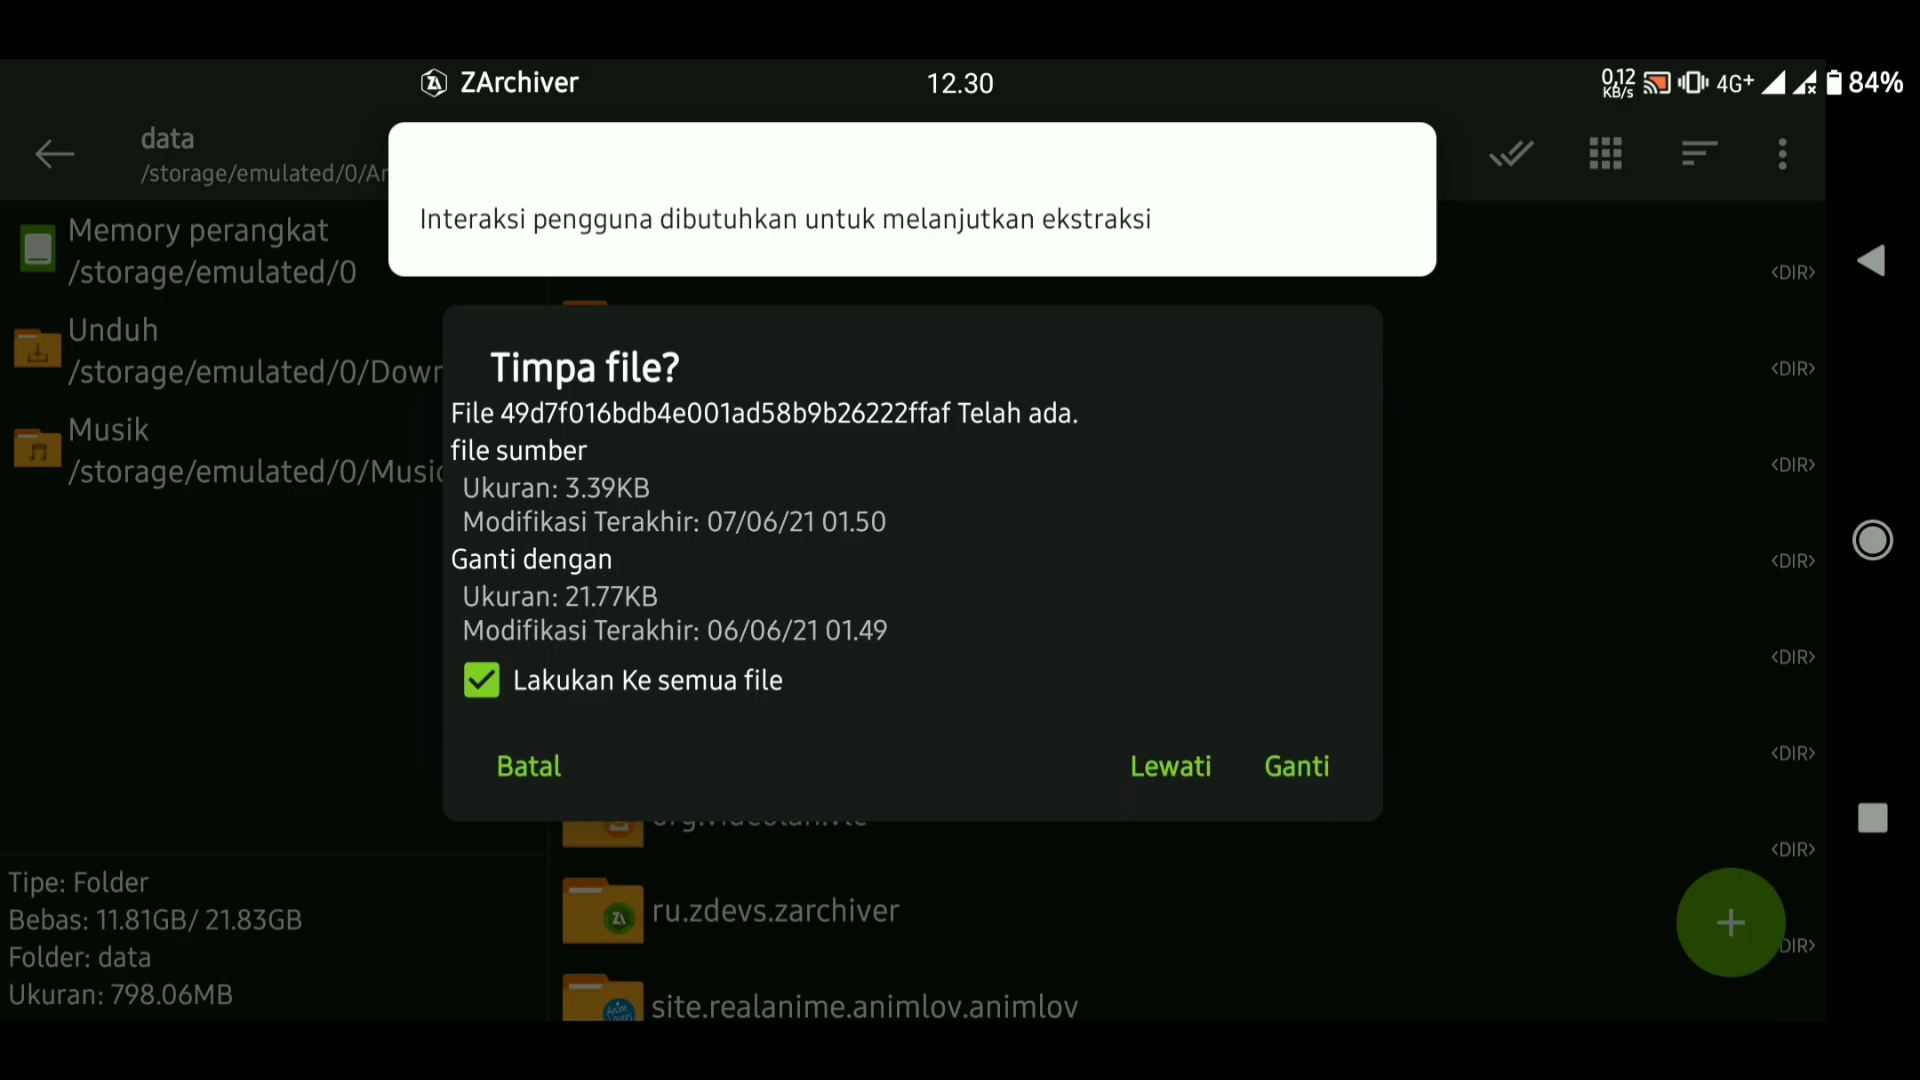 ZArchiver
12.30
0,12
KB/s
4G+
84%
data
/storage/emulated/0/
Interaksi pengguna dibutuhkan untuk melanjutkan ekstraksi
Memory perangkat
/storage/emulated/0
Unduh
/storage/emulated/0/Dow
Musik
/storage/emulated/0/Musi
Timpa file?
File 49d7f016bdb4e001ad58b9b26222ffaf Telah ada.
file sumber
Ukuran: 3.39KB
Modifikasi Terakhir: 07/06/21 01.50
Ganti dengan
Ukuran: 21.77KB
Modifikasi Terakhir: 06/06/21 01.49
Lakukan Ke semua file
Batal
Lewati
Ganti
<DIR>
<DIR>
<DIR>
<DIR>
<DIR>
<DIR>
<DIR>
DIR>
org.videolan.vlc
ru.zdevs.zarchiver
site.realanime.animlov.animlov
Tipe: Folder
Bebas: 11.81GB/ 21.83GB
Folder: data
Ukuran: 798.06MB